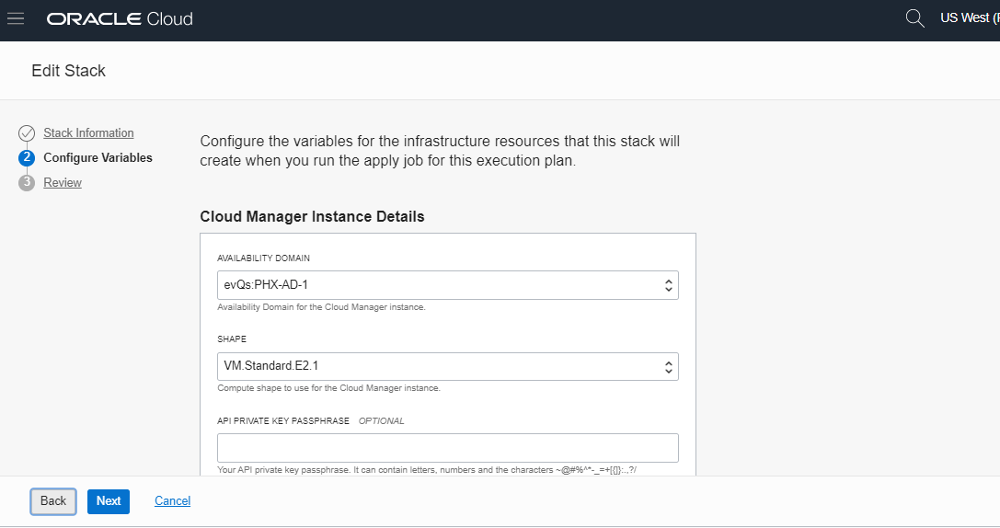 ORACLE Cloud
US West (
Edit Stack
Stack Information
2 Configure Variables
3 Review
Configure the variables for the infrastructure resources that this stack will
create when you run the apply job for this execution plan.
Cloud Manager Instance Details
AVAILABILITY DOMAIN
evQs:PHX-AD-1
Availability Domain for the Cloud Manager instance.
SHAPE
VM.Standard.E2.1
Compute shape to use for the Cloud Manager instance.
API PRIVATE KEY PASSPHRASE OPTIONAL
Your API private key passphrase. It can contain letters, numbers and the characters ~@#%^*-_=+[{]}:.,?/
Back
Next
Cancel